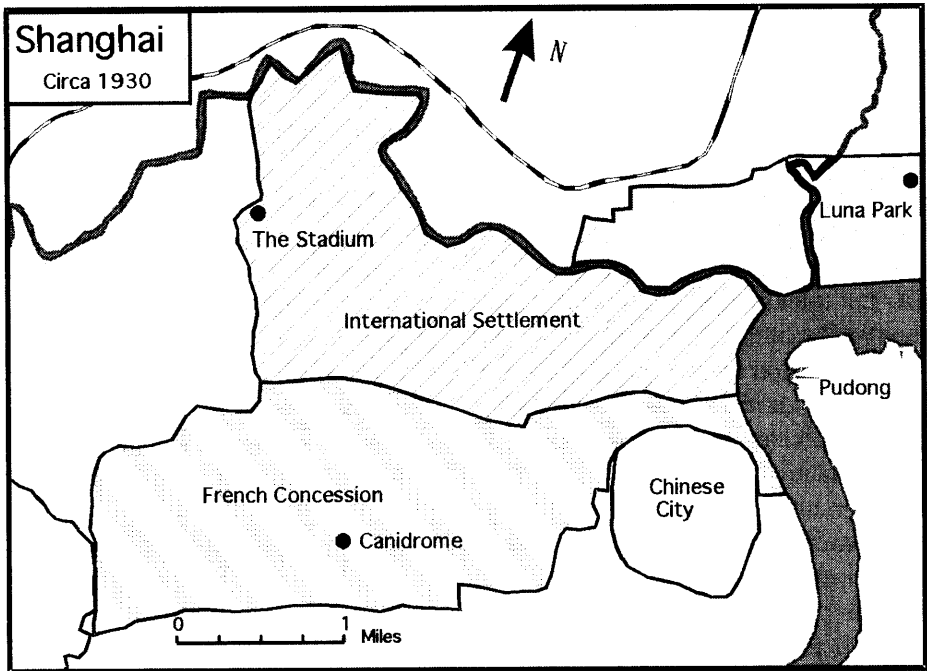 Shanghai
Circa 1930
N
Luna Park
The Stadium
International Settlement
Pudong
French Concession
Chinese
City
Canidrome
0 1
Miles